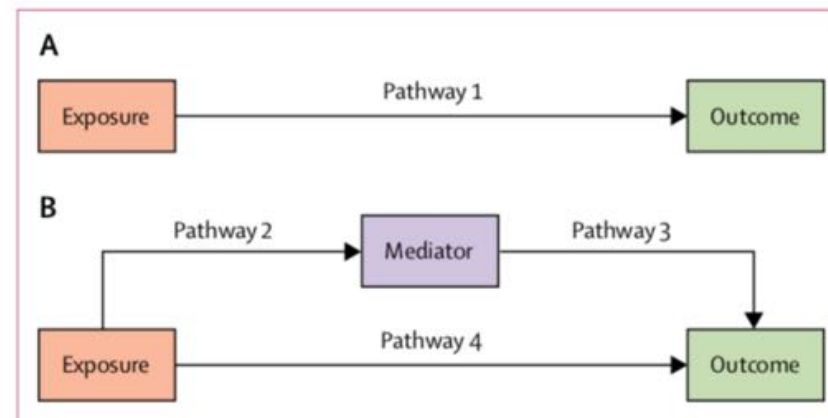 A
Pathway 1
Exposure
Outcome
B
Pathway 2
Mediator
Pathway 3
Pathway 4
Exposure
Outcome